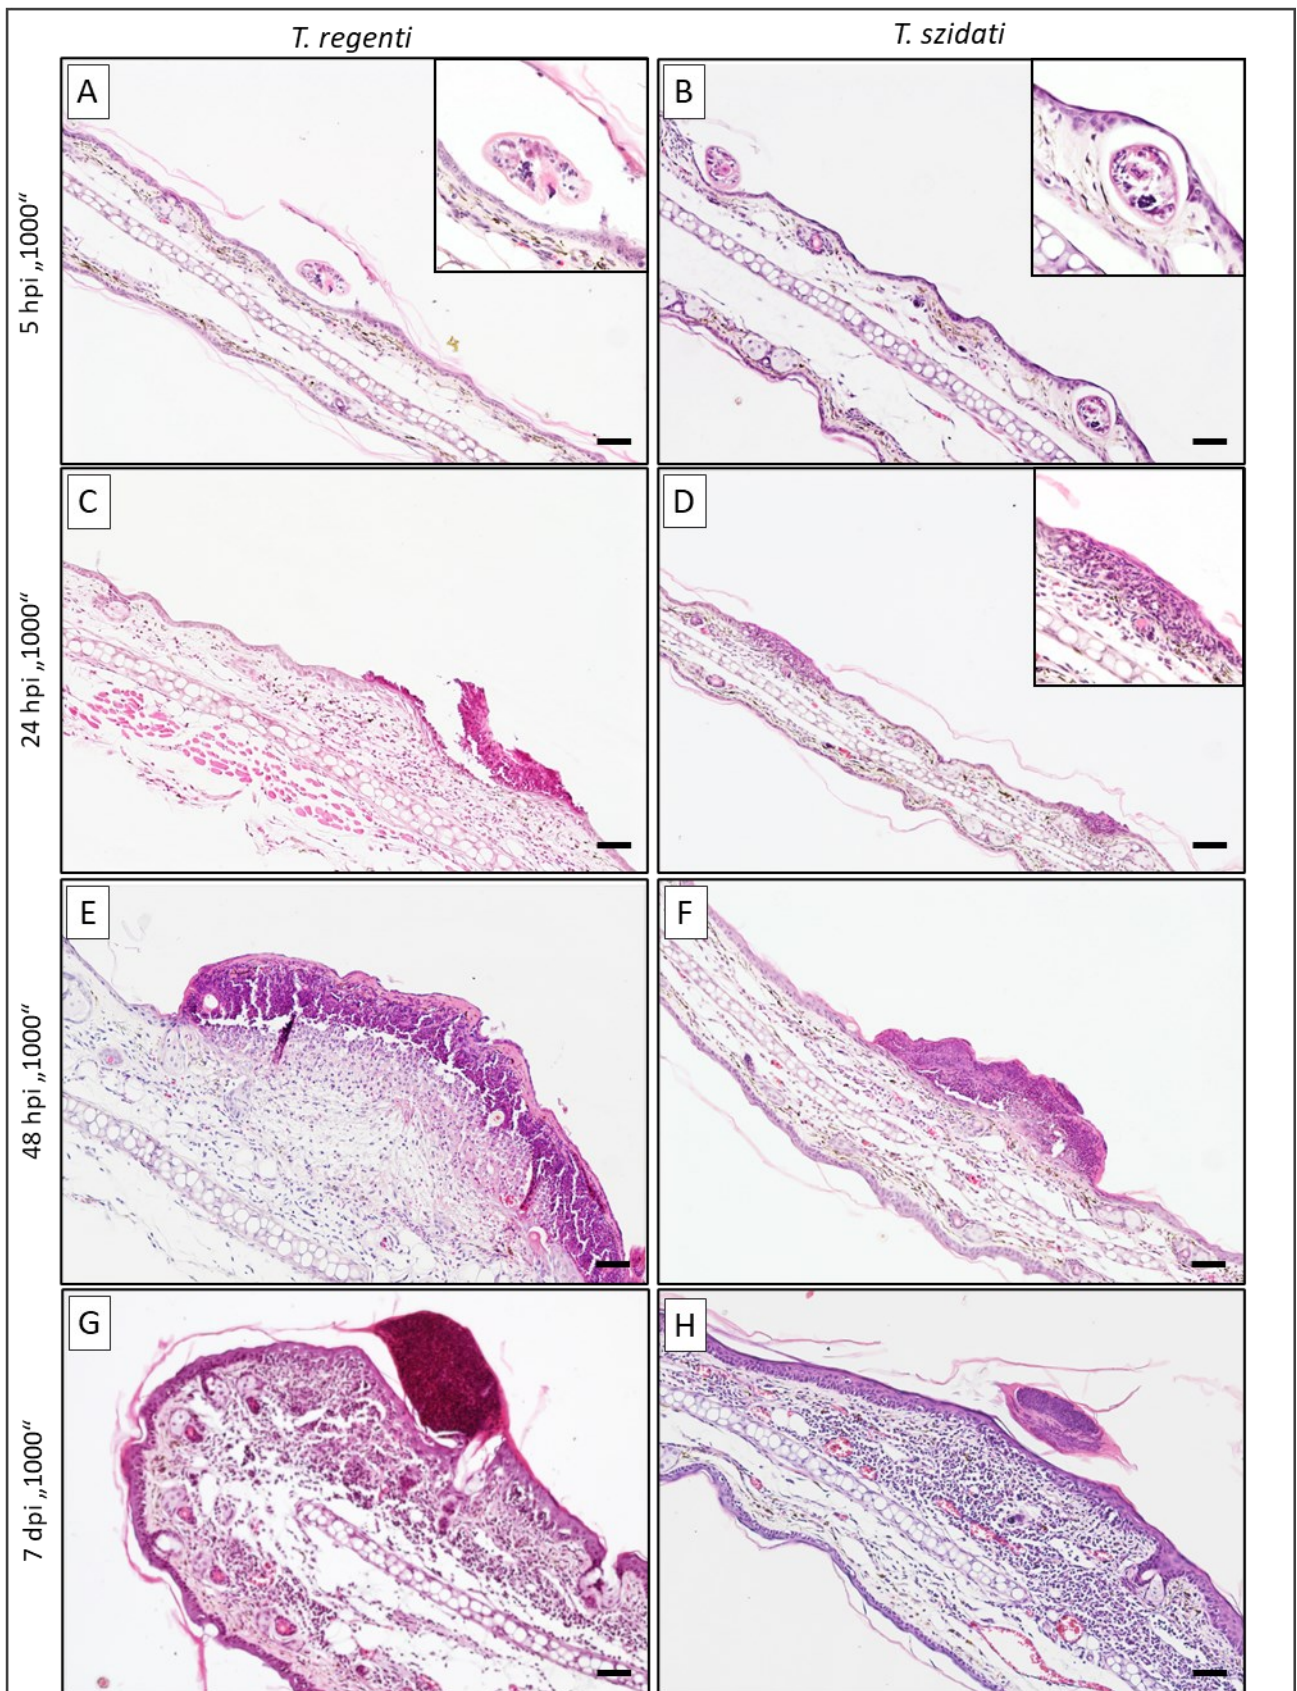 T. regenti
T. szidati
5 hpi „1000“
A
B
24 hpi „1000“
C
D
48 hpi „1000“
E
F
7 dpi „1000“
G
H